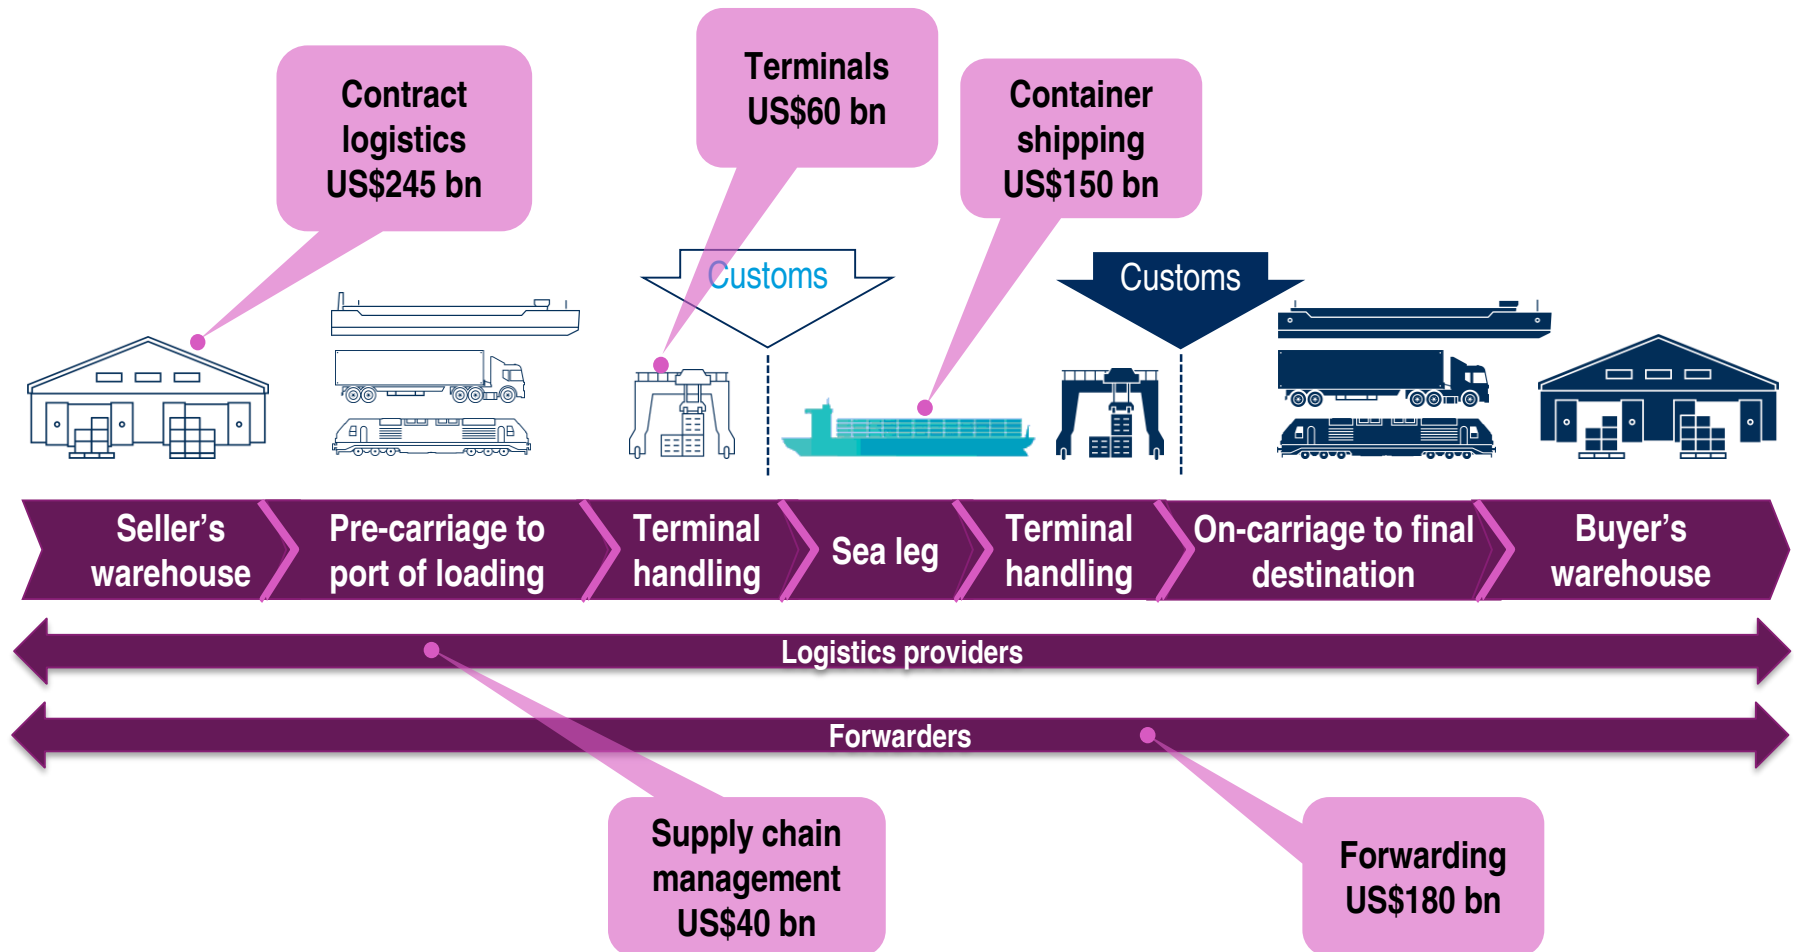 Contract
logistics
US$245 bn
Terminals
US$60 bn
Container
shipping
US$150 bn
Customs
Customs
Seller’s
warehouse
Pre-carriage to
port of loading
Terminal
handling
Sea leg
Terminal
handling
On-carriage to final
destination
Buyer’s
warehouse
Logistics providers
Forwarders
Supply chain
management
US$40 bn
Forwarding
US$180 bn